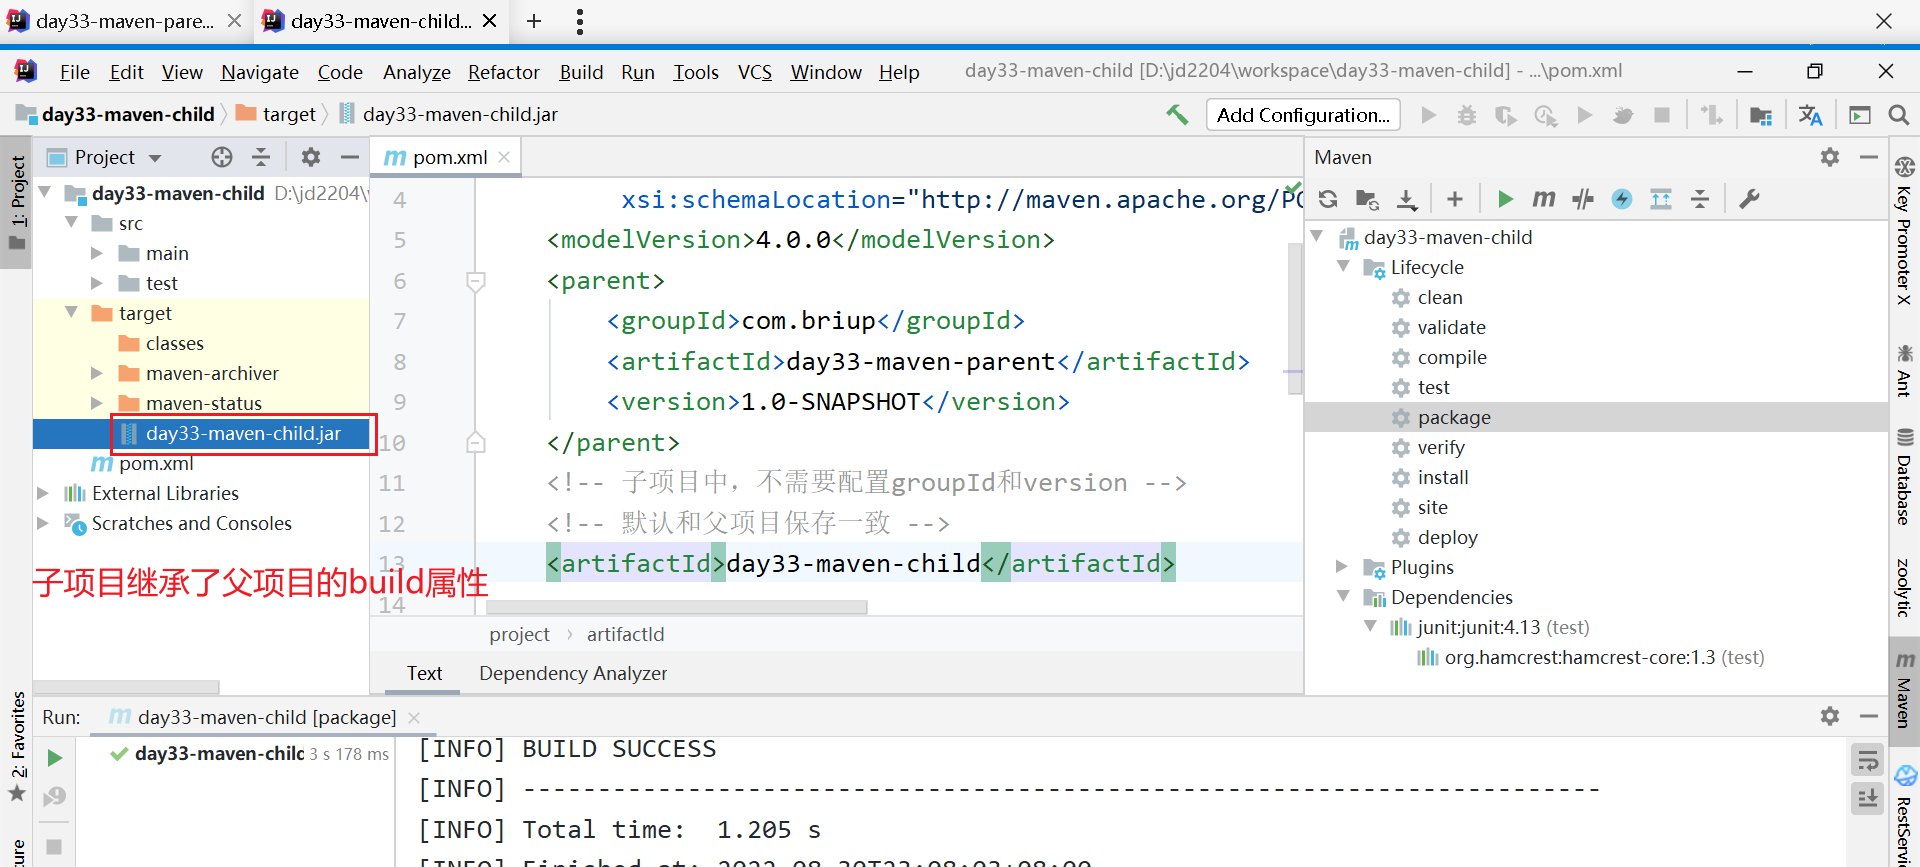 day33-maven-pare...
day33-maven-child...
File Edit View Navigate Code Analyze Refactor Build Run Tools VCS Window Help
day33-maven-child [D:\jd2204\workspace\day33-maven-child] - ...\pom.xml
day33-maven-child
target
day33-maven-child.jar
Add Configuration...
1: Project
2: Favorites
Project
day33-maven-child D:\jd2204\
src
main
test
target
classes
maven-archiver
maven-status
day33-maven-child.jar
pom.xml
External Libraries
Scratches and Consoles
子项目继承了父项目的build属性
pom.xml
4 xsi:schemaLocation="http://maven.apache.org/PO
5 <modelVersion>4.0.0</modelVersion>
6 <parent>
7 <groupId>com.briup</groupId>
8 <artifactId>day33-maven-parent</artifactId>
9 <version>1.0-SNAPSHOT</version>
10 </parent>
11 <!-- 子项目中，不需要配置groupId和version -->
12 <!-- 默认和父项目保存一致 -->
13 <artifactId>day33-maven-child</artifactId>
14
project › artifactId
Text
Dependency Analyzer
Maven
day33-maven-child
Lifecycle
clean
validate
compile
test
package
verify
install
site
deploy
Plugins
Dependencies
junit:junit:4.13 (test)
org.hamcrest:hamcrest-core:1.3 (test)
Key Promoter X
Ant
Database
zoolytic
Maven
RestServi
Run:
day33-maven-child [package]
day33-maven-child 3 s 178 ms
[INFO] BUILD SUCCESS
[INFO] ------------------------------------------------------------------------
[INFO] Total time: 1.205 s
[INFO] Finished at: 2022-08-30T23:08:03+08:00